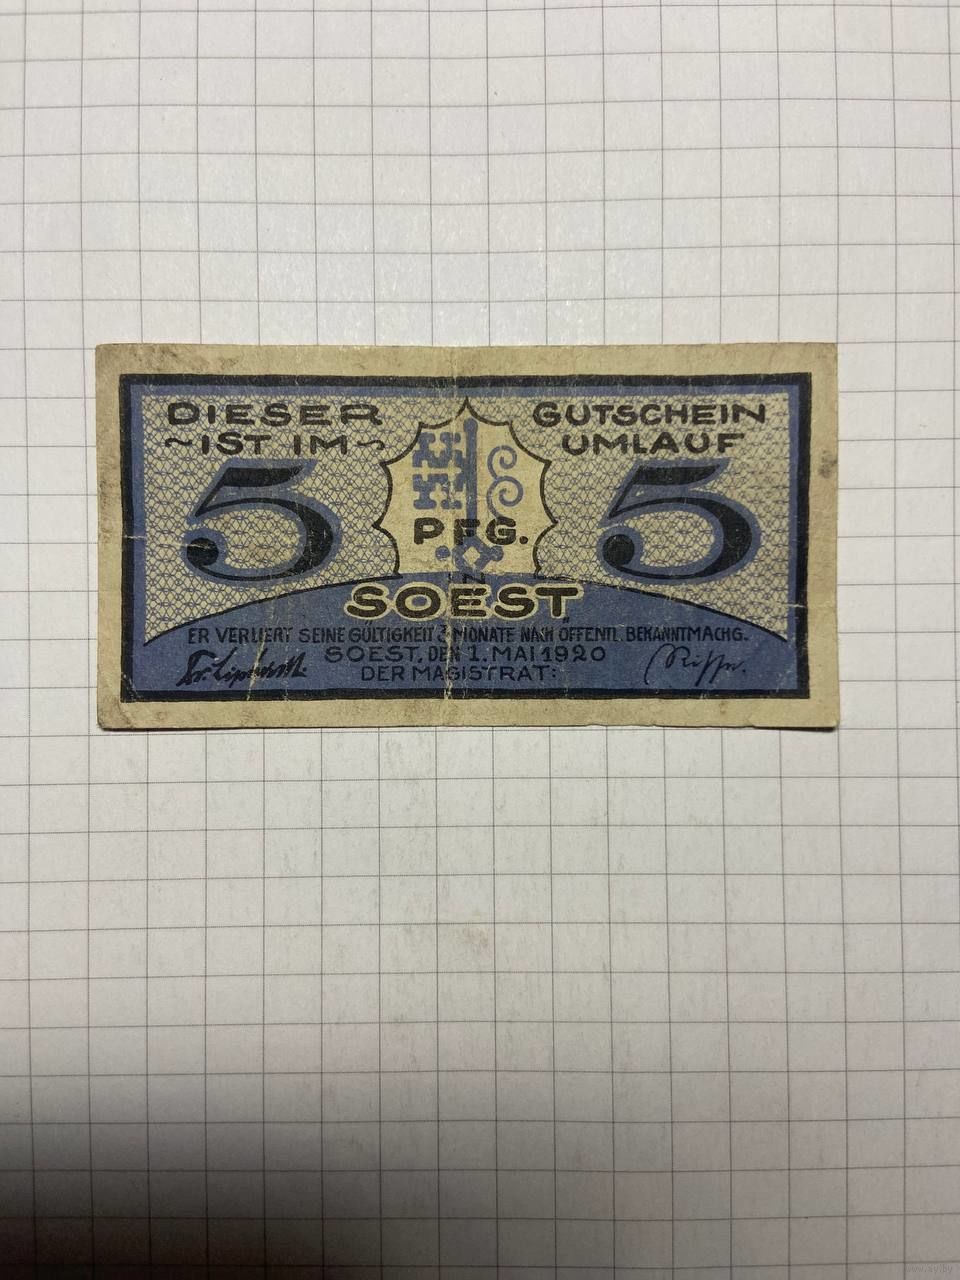 DIESER GUTSCHEIN
~IST IM~ UMLAUF
5 5
PFG.
SOEST
ER VERLIERT SEINE GÜLTIGKEIT 3 MONATE NACH ÖFFENTL. BEKANNTMACHG.
SOEST, DEN 1. MAI 1920
DER MAGISTRAT: